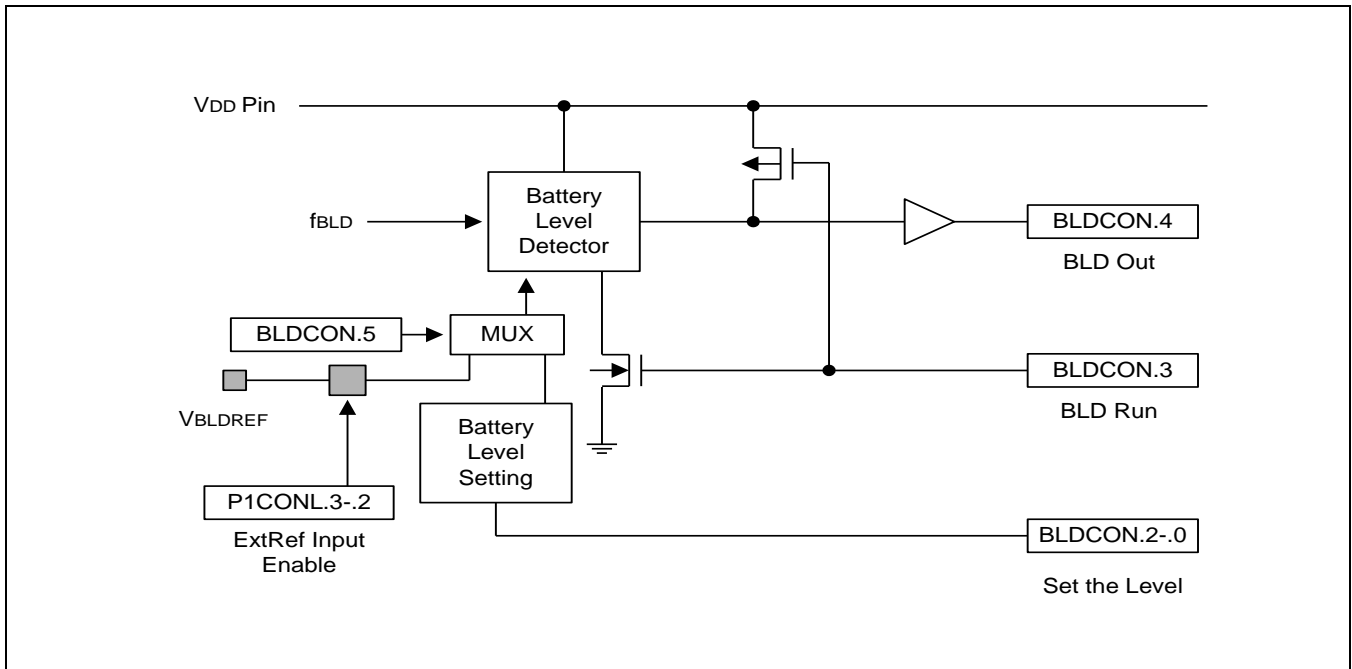 VDD Pin
Battery
Level
Detector
fBLD
BLDCON.4
BLD Out
BLDCON.5
MUX
BLDCON.3
BLD Run
VBLDREF
Battery
Level
Setting
P1CONL.3-.2
ExtRef Input
Enable
BLDCON.2-.0
Set the Level